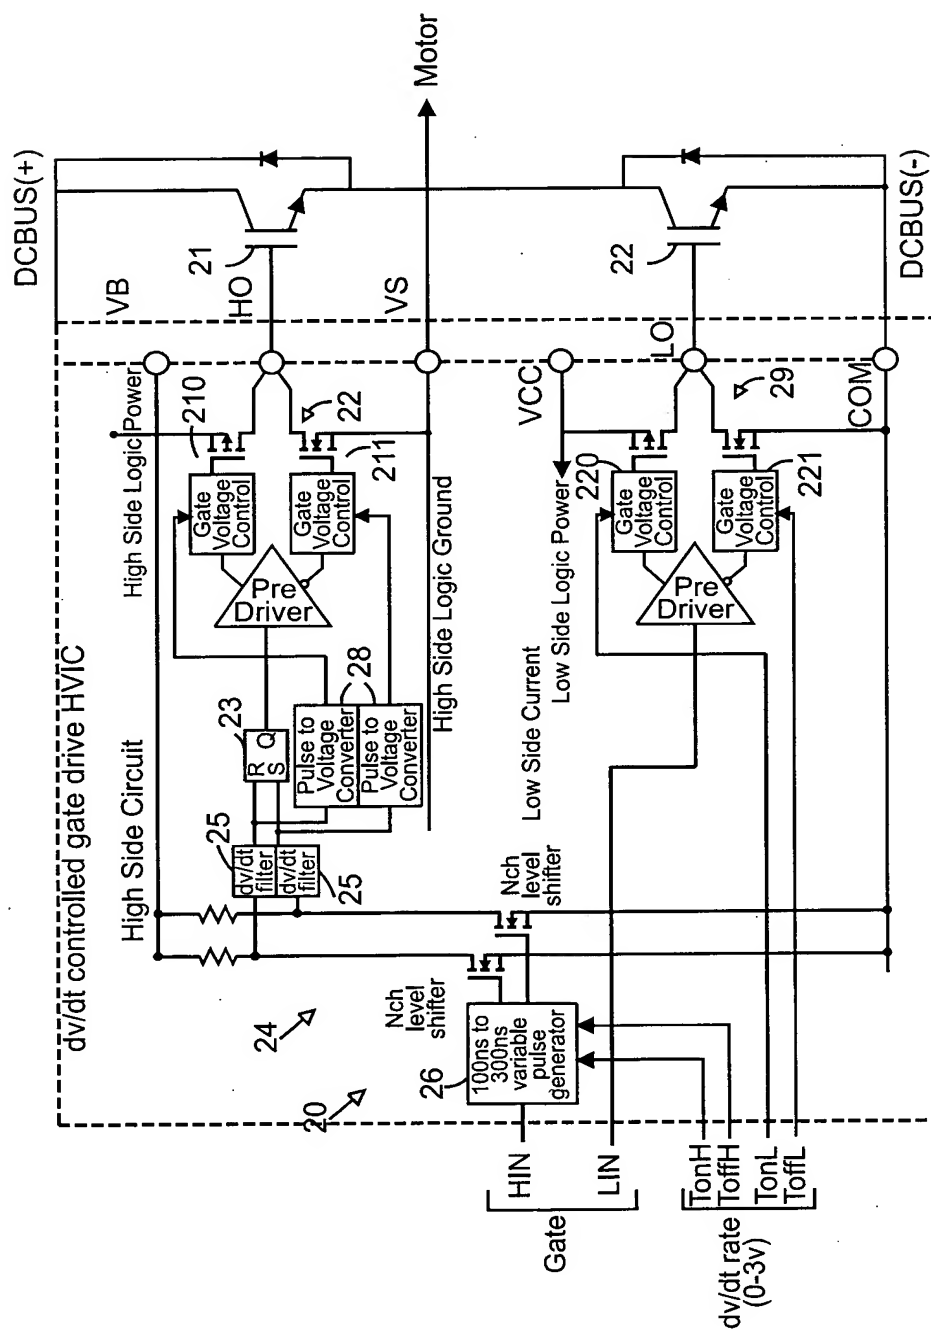 dv/dt controlled gate drive HVIC
DCBUS(+)
VB
High Side Circuit
High Side Logic Power
210
HO
21
25
dv/dt
filter
dv/dt
filter
25
23
R
S
Q
Pre
Driver
Gate
Voltage
Control
Gate
Voltage
Control
22
211
28
Pulse to
Voltage
Converter
Pulse to
Voltage
Converter
VS
Motor
High Side Logic Ground
24
20
Nch
level
shifter
Nch
level
shifter
26
100ns to
300ns
variable
pulse
generator
HIN
LIN
Gate
Low Side Current
Low Side Logic Power
VCC
220
Gate
Voltage
Control
Gate
Voltage
Control
221
Pre
Driver
LO
22
29
COM
DCBUS(-)
TonH
ToffH
TonL
ToffL
dv/dt rate
(0-3v)